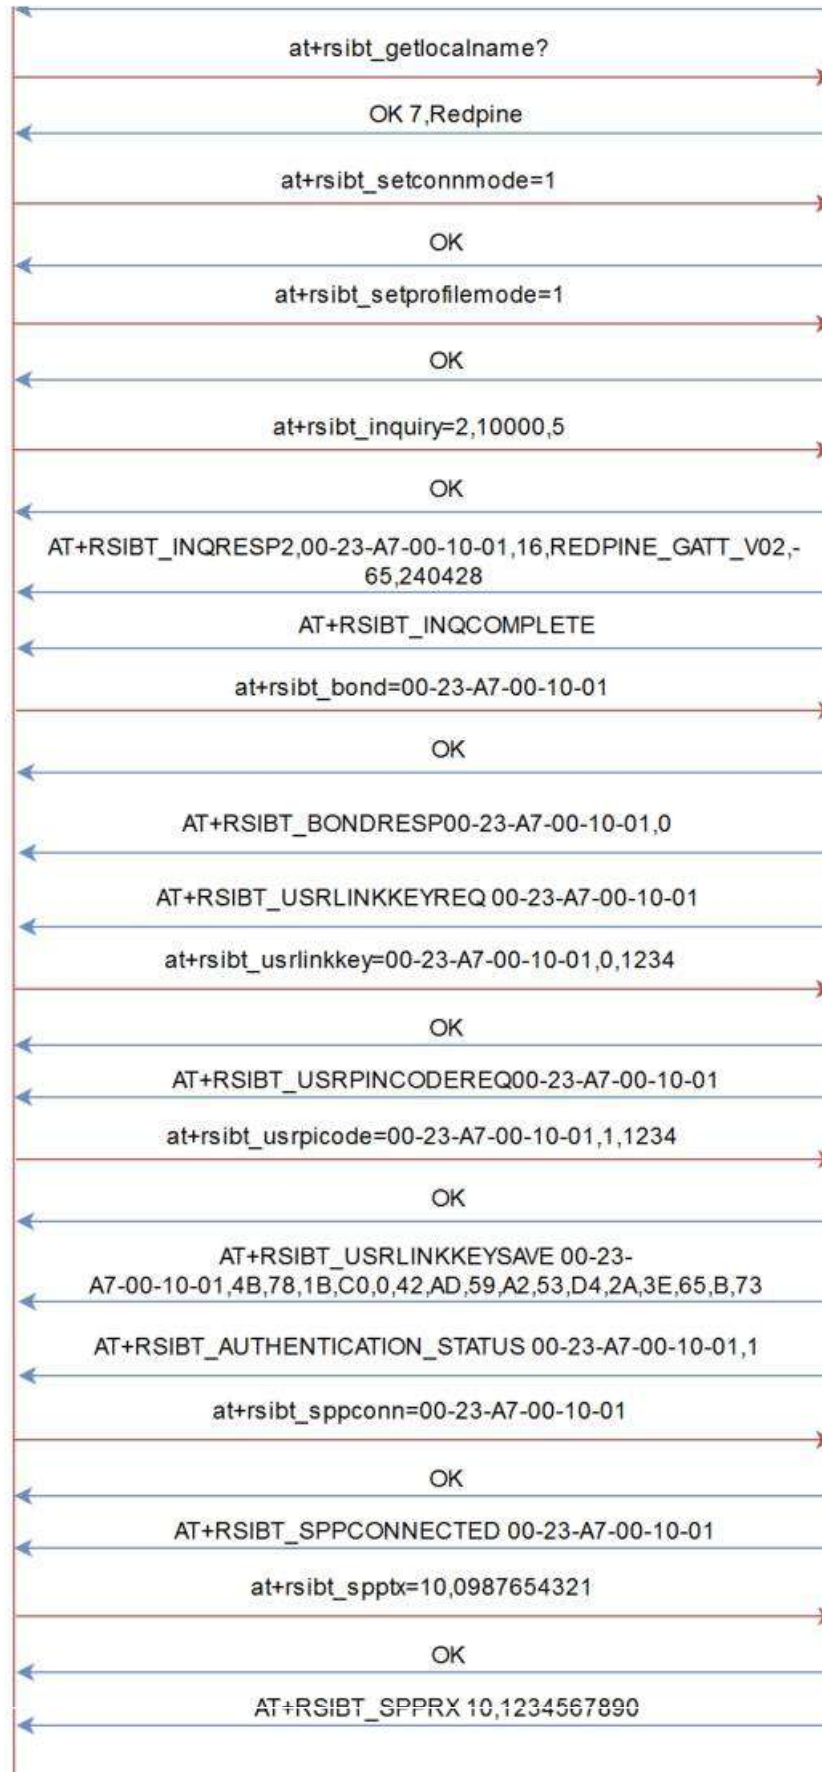 at+rsibt_getlocalname?
OK 7,Redpine
at+rsibt_setconnmode=1
OK
at+rsibt_setprofilemode=1
OK
at+rsibt_inquiry=2,10000,5
OK
AT+RSIBT_INQRESP2,00-23-A7-00-10-01,16,REDPINE_GATT_V02,-
65,240428
AT+RSIBT_INQCOMPLETE
at+rsibt_bond=00-23-A7-00-10-01
OK
AT+RSIBT_BONDRESP00-23-A7-00-10-01,0
AT+RSIBT_USRLINKKEYREQ 00-23-A7-00-10-01
at+rsibt_usrlinkkey=00-23-A7-00-10-01,0,1234
OK
AT+RSIBT_USRPINCODEREQ00-23-A7-00-10-01
at+rsibt_usrpicode=00-23-A7-00-10-01,1,1234
OK
AT+RSIBT_USRLINKKEYSAVE 00-23-
A7-00-10-01,4B,78,1B,C0,0,42,AD,59,A2,53,D4,2A,3E,65,B,73
AT+RSIBT_AUTHENTICATION_STATUS 00-23-A7-00-10-01,1
at+rsibt_sppconn=00-23-A7-00-10-01
OK
AT+RSIBT_SPPCONNECTED 00-23-A7-00-10-01
at+rsibt_spptx=10,0987654321
OK
AT+RSIBT_SPPRX 10,1234567890